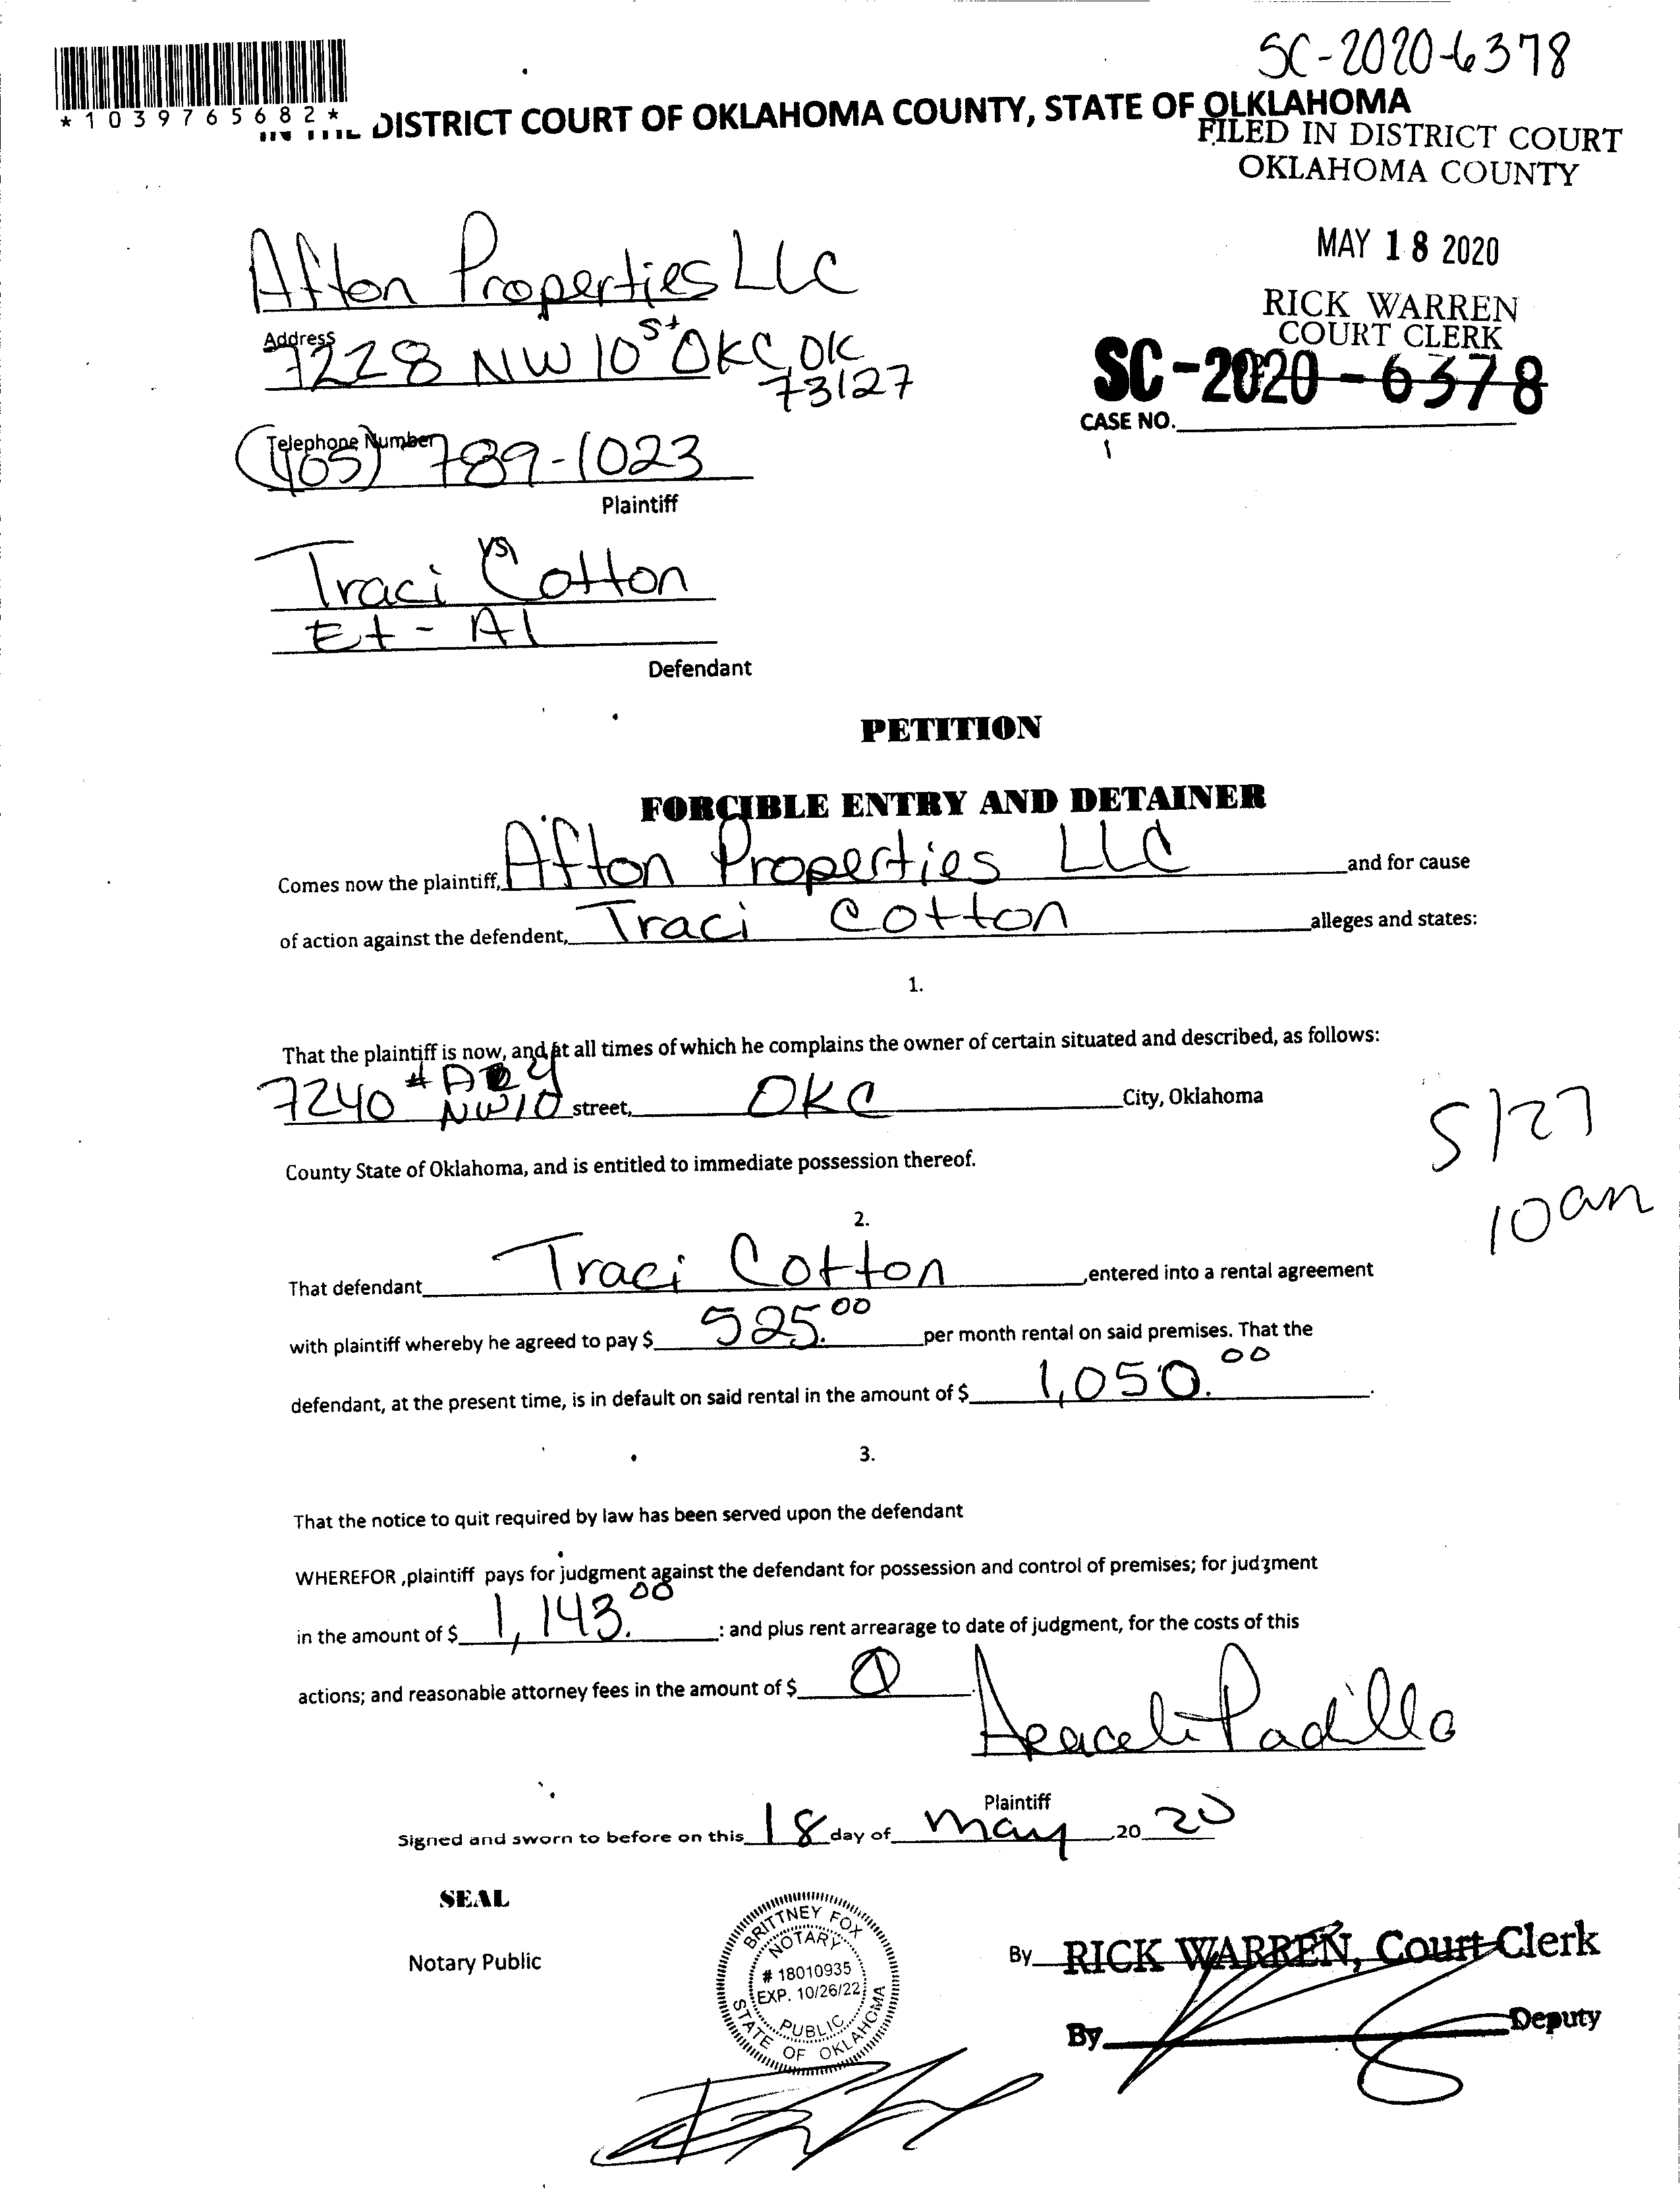 SC-2020-6378
*1039765682*
IN THE DISTRICT COURT OF OKLAHOMA COUNTY, STATE OF OLKLAHOMA
FILED IN DISTRICT COURT
OKLAHOMA COUNTY
MAY 18 2020
RICK WARREN
COURT CLERK
SC-2020-6378
CASE NO.
Afton Properties LLC
Address
7228 NW 10 St OKC, OK
73127
Telephone Number
(405) 789-1023
Plaintiff
vs
Traci Cotton
Et-Al
Defendant
PETITION
FORCIBLE ENTRY AND DETAINER
Comes now the plaintiff, Afton Properties LLC and for cause
of action against the defendent, Traci Cotton alleges and states:
1.
That the plaintiff is now, and at all times of which he complains the owner of certain situated and described, as follows:
7240 NW 10 street, OKC City, Oklahoma
5/27
County State of Oklahoma, and is entitled to immediate possession thereof.
10am
2.
That defendant Traci Cotton ,entered into a rental agreement
with plaintiff whereby he agreed to pay $ 525.00 per month rental on said premises. That the
defendant, at the present time, is in default on said rental in the amount of $ 1,050.00.
3.
That the notice to quit required by law has been served upon the defendant
WHEREFOR ,plaintiff pays for judgment against the defendant for possession and control of premises; for judgment
in the amount of $ 1,143.00 : and plus rent arrearage to date of judgment, for the costs of this
actions; and reasonable attorney fees in the amount of $
Araceli Padilla
Plaintiff
Signed and sworn to before on this 18 day of May ,20 20
SEAL
Notary Public
BRITTNEY FOX
NOTARY
# 18010935
EXP. 10/26/22
PUBLIC
STATE OF OKLAHOMA
By RICK WARREN, Court Clerk
By Deputy